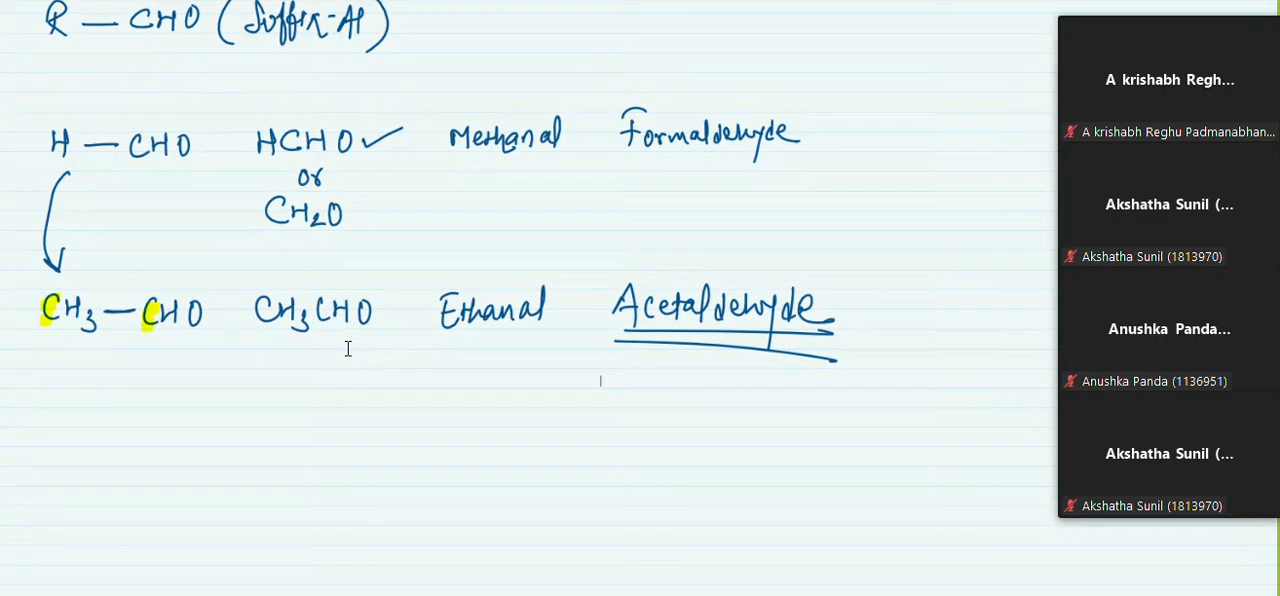 R — CHO (Suffix-Al)
H — CHO HCHO ✓ Methanal Formaldehyde
or
CH₂O
CH₃ — CHO CH₃CHO Ethanal Acetaldehyde
A krishabh Regh...
A krishabh Reghu Padmanabhan...
Akshatha Sunil (...
Akshatha Sunil (1813970)
Anushka Panda...
Anushka Panda (1136951)
Akshatha Sunil (...
Akshatha Sunil (1813970)